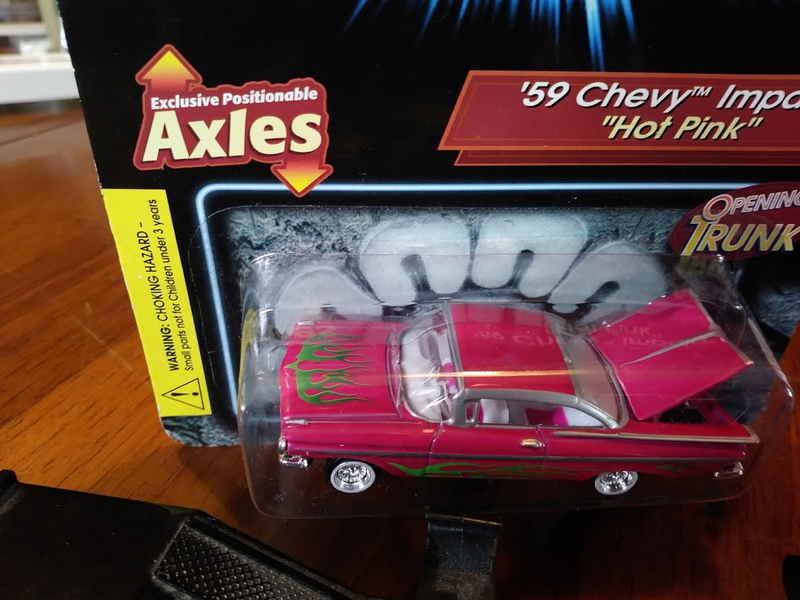 Exclusive Positionable
Axles
'59 Chevy™ Impa
"Hot Pink"
OPENING
TRUNK
WARNING: CHOKING HAZARD -
Small parts not for Children under 3 years